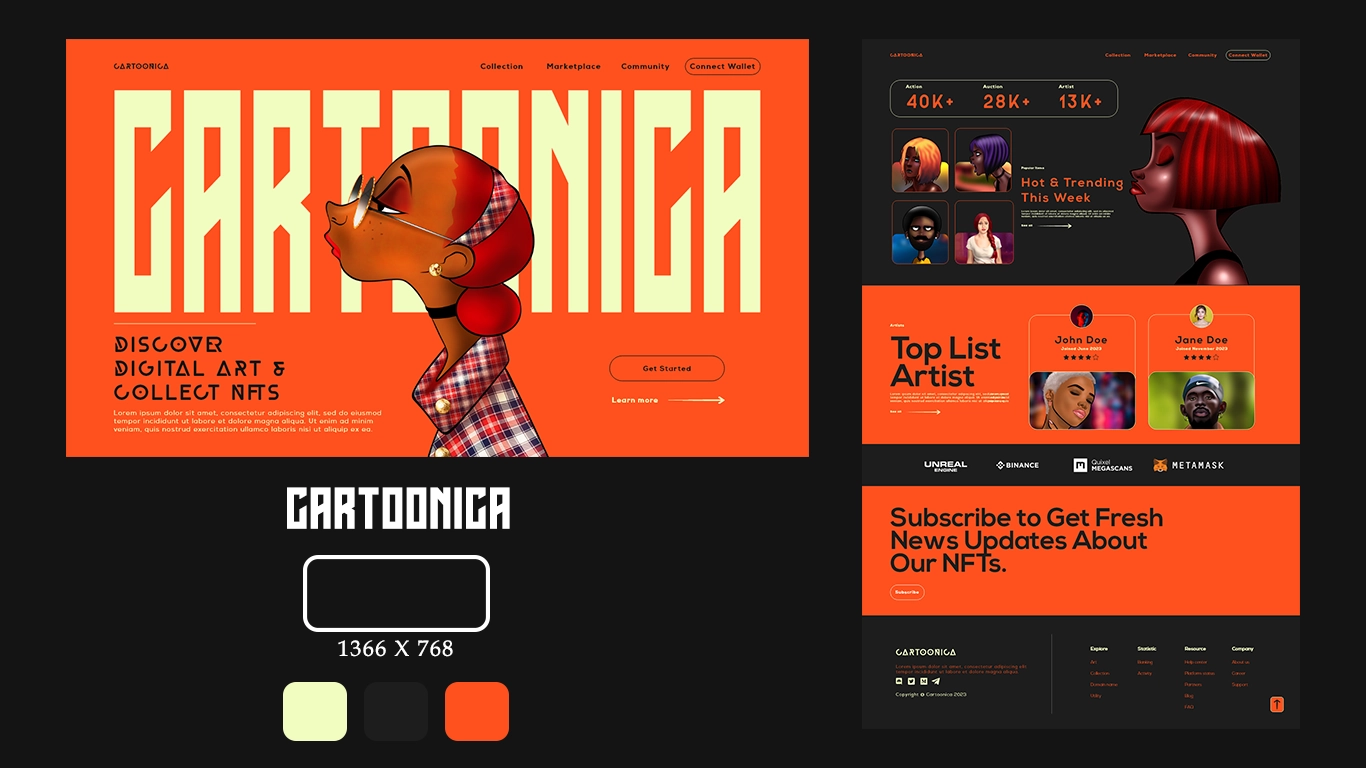 CARTOONICA
Collection
Marketplace
Community
Connect Wallet
CARTOONICA
DISCOVER
DIGITAL ART &
COLLECT NFTS
Lorem ipsum dolor sit amet, consectetur adipiscing elit, sed do eiusmod
tempor incididunt ut labore et dolore magna aliqua. Ut enim ad minim
veniam, quis nostrud exercitation ullamco laboris nisi ut aliquip ex ea.
Get Started
Learn more
CARTOONICA
1366 X 768
CARTOONICA
Collection
Marketplace
Community
Connect Wallet
Action
40K+
Auction
28K+
Artist
13K+
Hot & Trending
This Week
See all
Artists
Top List
Artist
See all
John Doe
Joined June 2023
Jane Doe
Joined November 2023
UNREAL
ENGINE
BINANCE
Quixel
MEGASCANS
METAMASK
Subscribe to Get Fresh
News Updates About
Our NFTs.
Subscribe
CARTOONICA
Lorem ipsum dolor sit amet, consectetur adipiscing elit,
tempor incididunt ut labore et dolore magna aliqua
Copyright © Cartoonica 2023
Explore
Art
Collection
Domain name
Utility
Statistic
Ranking
Activity
Resource
Help center
Platform status
Partners
Blog
FAQ
Company
About us
Career
Support